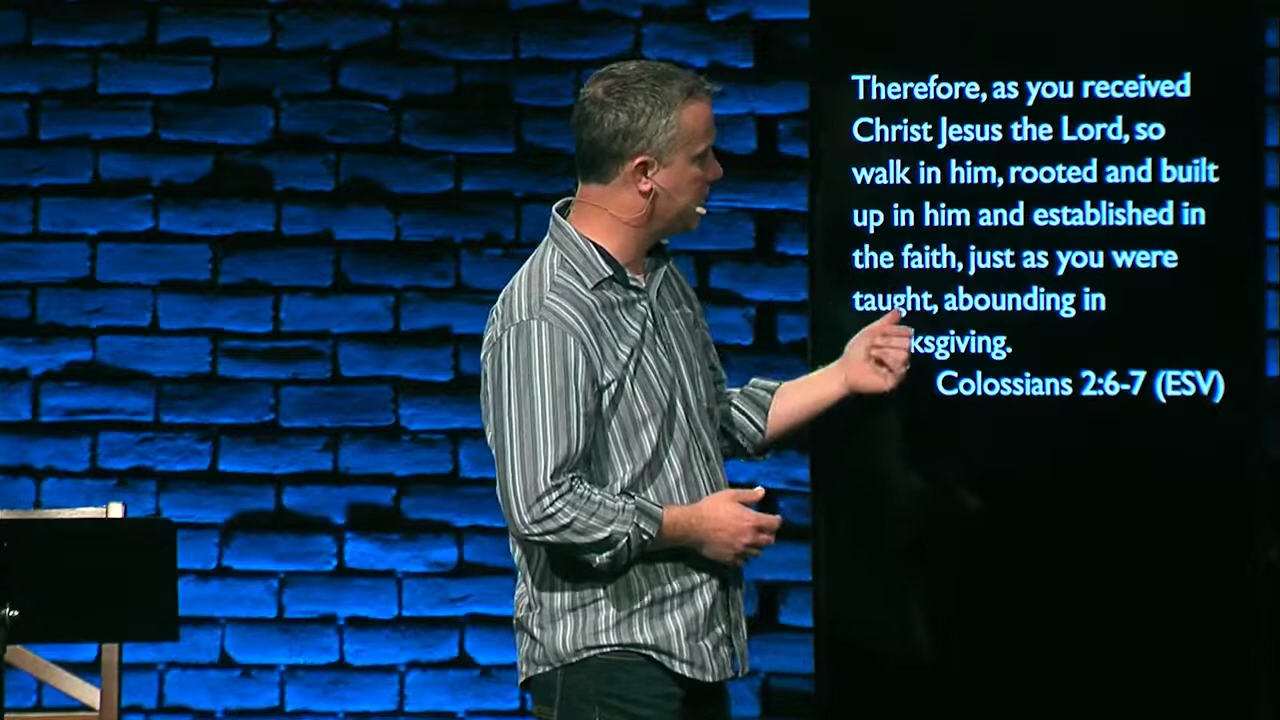 Therefore, as you received
Christ Jesus the Lord, so
walk in him, rooted and built
up in him and established in
the faith, just as you were
taught, abounding in
ksgiving.
Colossians 2:6-7 (ESV)